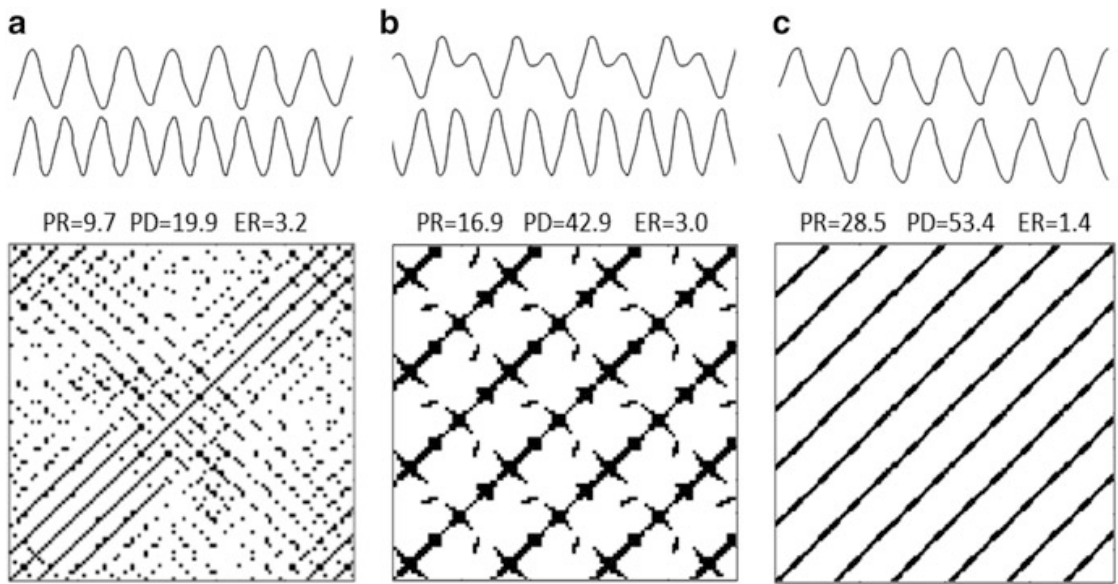 a
b
c
PR=9.7 PD=19.9 ER=3.2
PR=16.9 PD=42.9 ER=3.0
PR=28.5 PD=53.4 ER=1.4